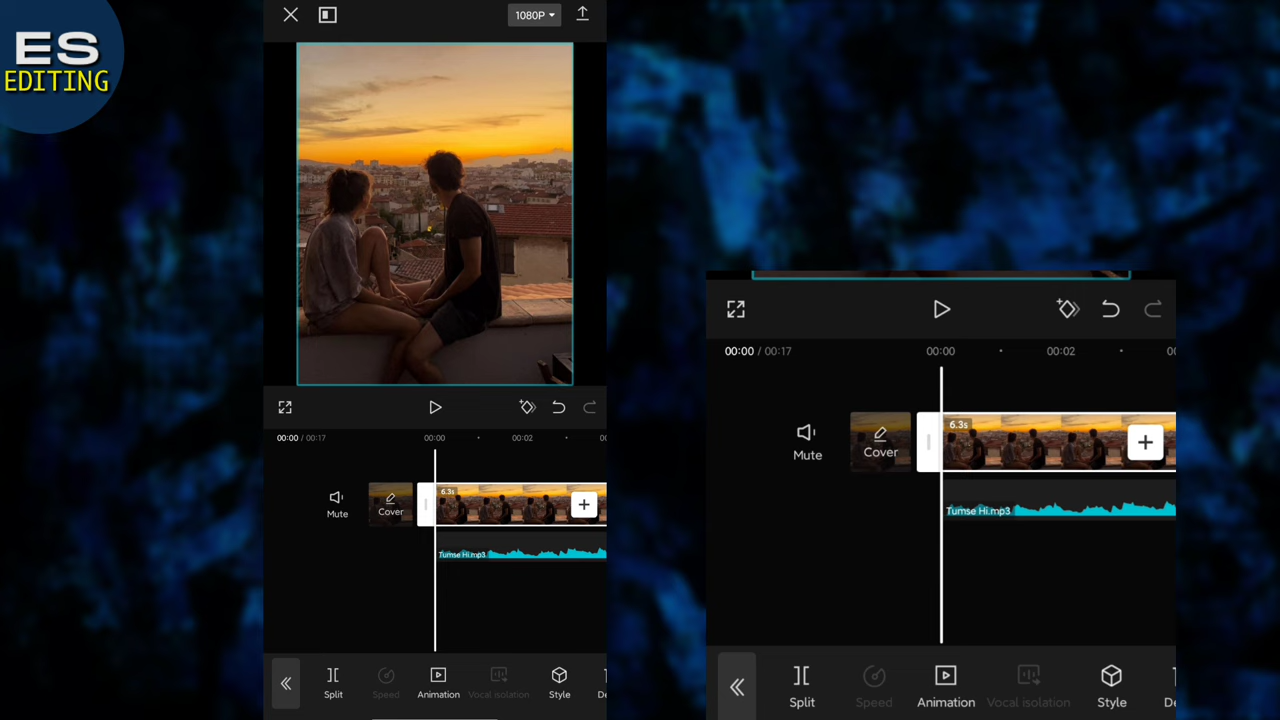 ES
EDITING
1080P
00:00 / 00:17
00:00
00:02
Mute
Cover
6.3s
Tumse Hi.mp3
Split
Speed
Animation
Vocal isolation
Style
00:00 / 00:17
00:00
00:02
Mute
Cover
6.3s
Tumse Hi.mp3
Split
Speed
Animation
Vocal isolation
Style